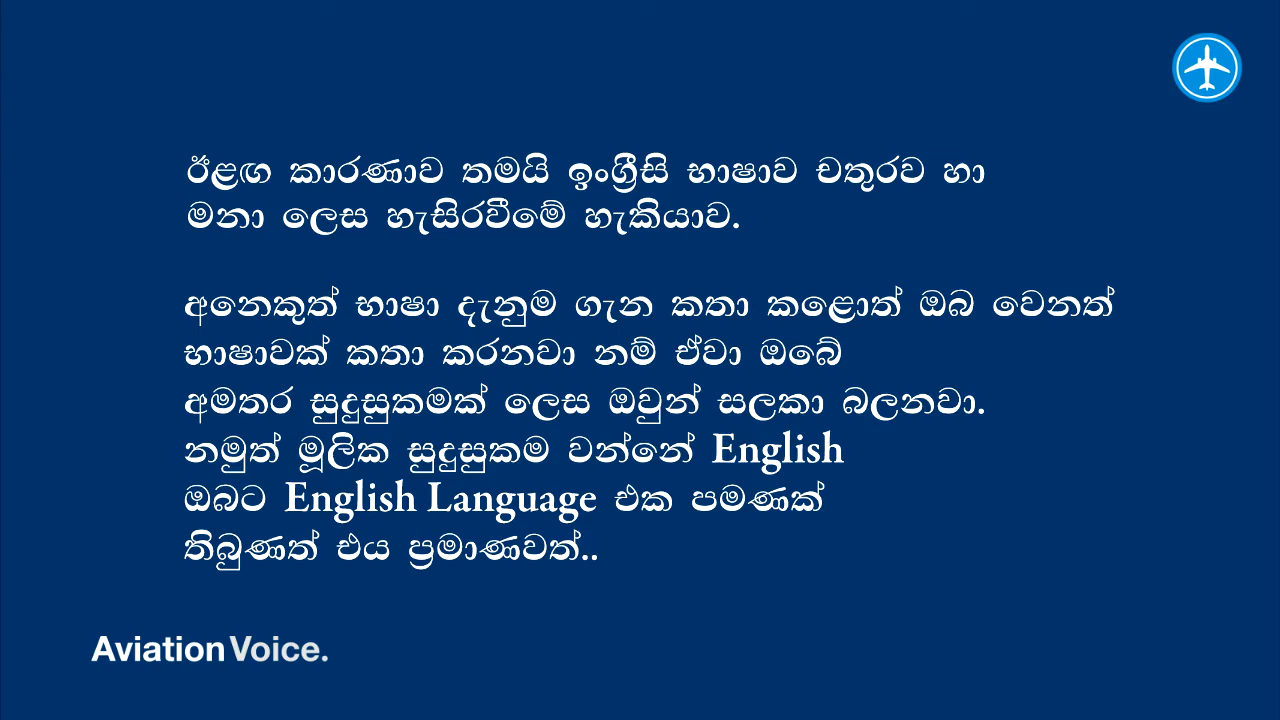 ඊළඟ කාරණාව තමයි ඉංග්‍රීසි භාෂාව චතුරව හා
මනා ලෙස හැසිරවීමේ හැකියාව.
අනෙකුත් භාෂා දැනුම ගැන කතා කළොත් ඔබ වෙනත්
භාෂාවක් කතා කරනවා නම් ඒවා ඔබේ
අමතර සුදුසුකමක් ලෙස ඔවුන් සලකා බලනවා.
නමුත් මූලික සුදුසුකම වන්නේ English
ඔබට English Language එක පමණක්
තිබුණත් එය ප්‍රමාණවත්..
Aviation Voice.